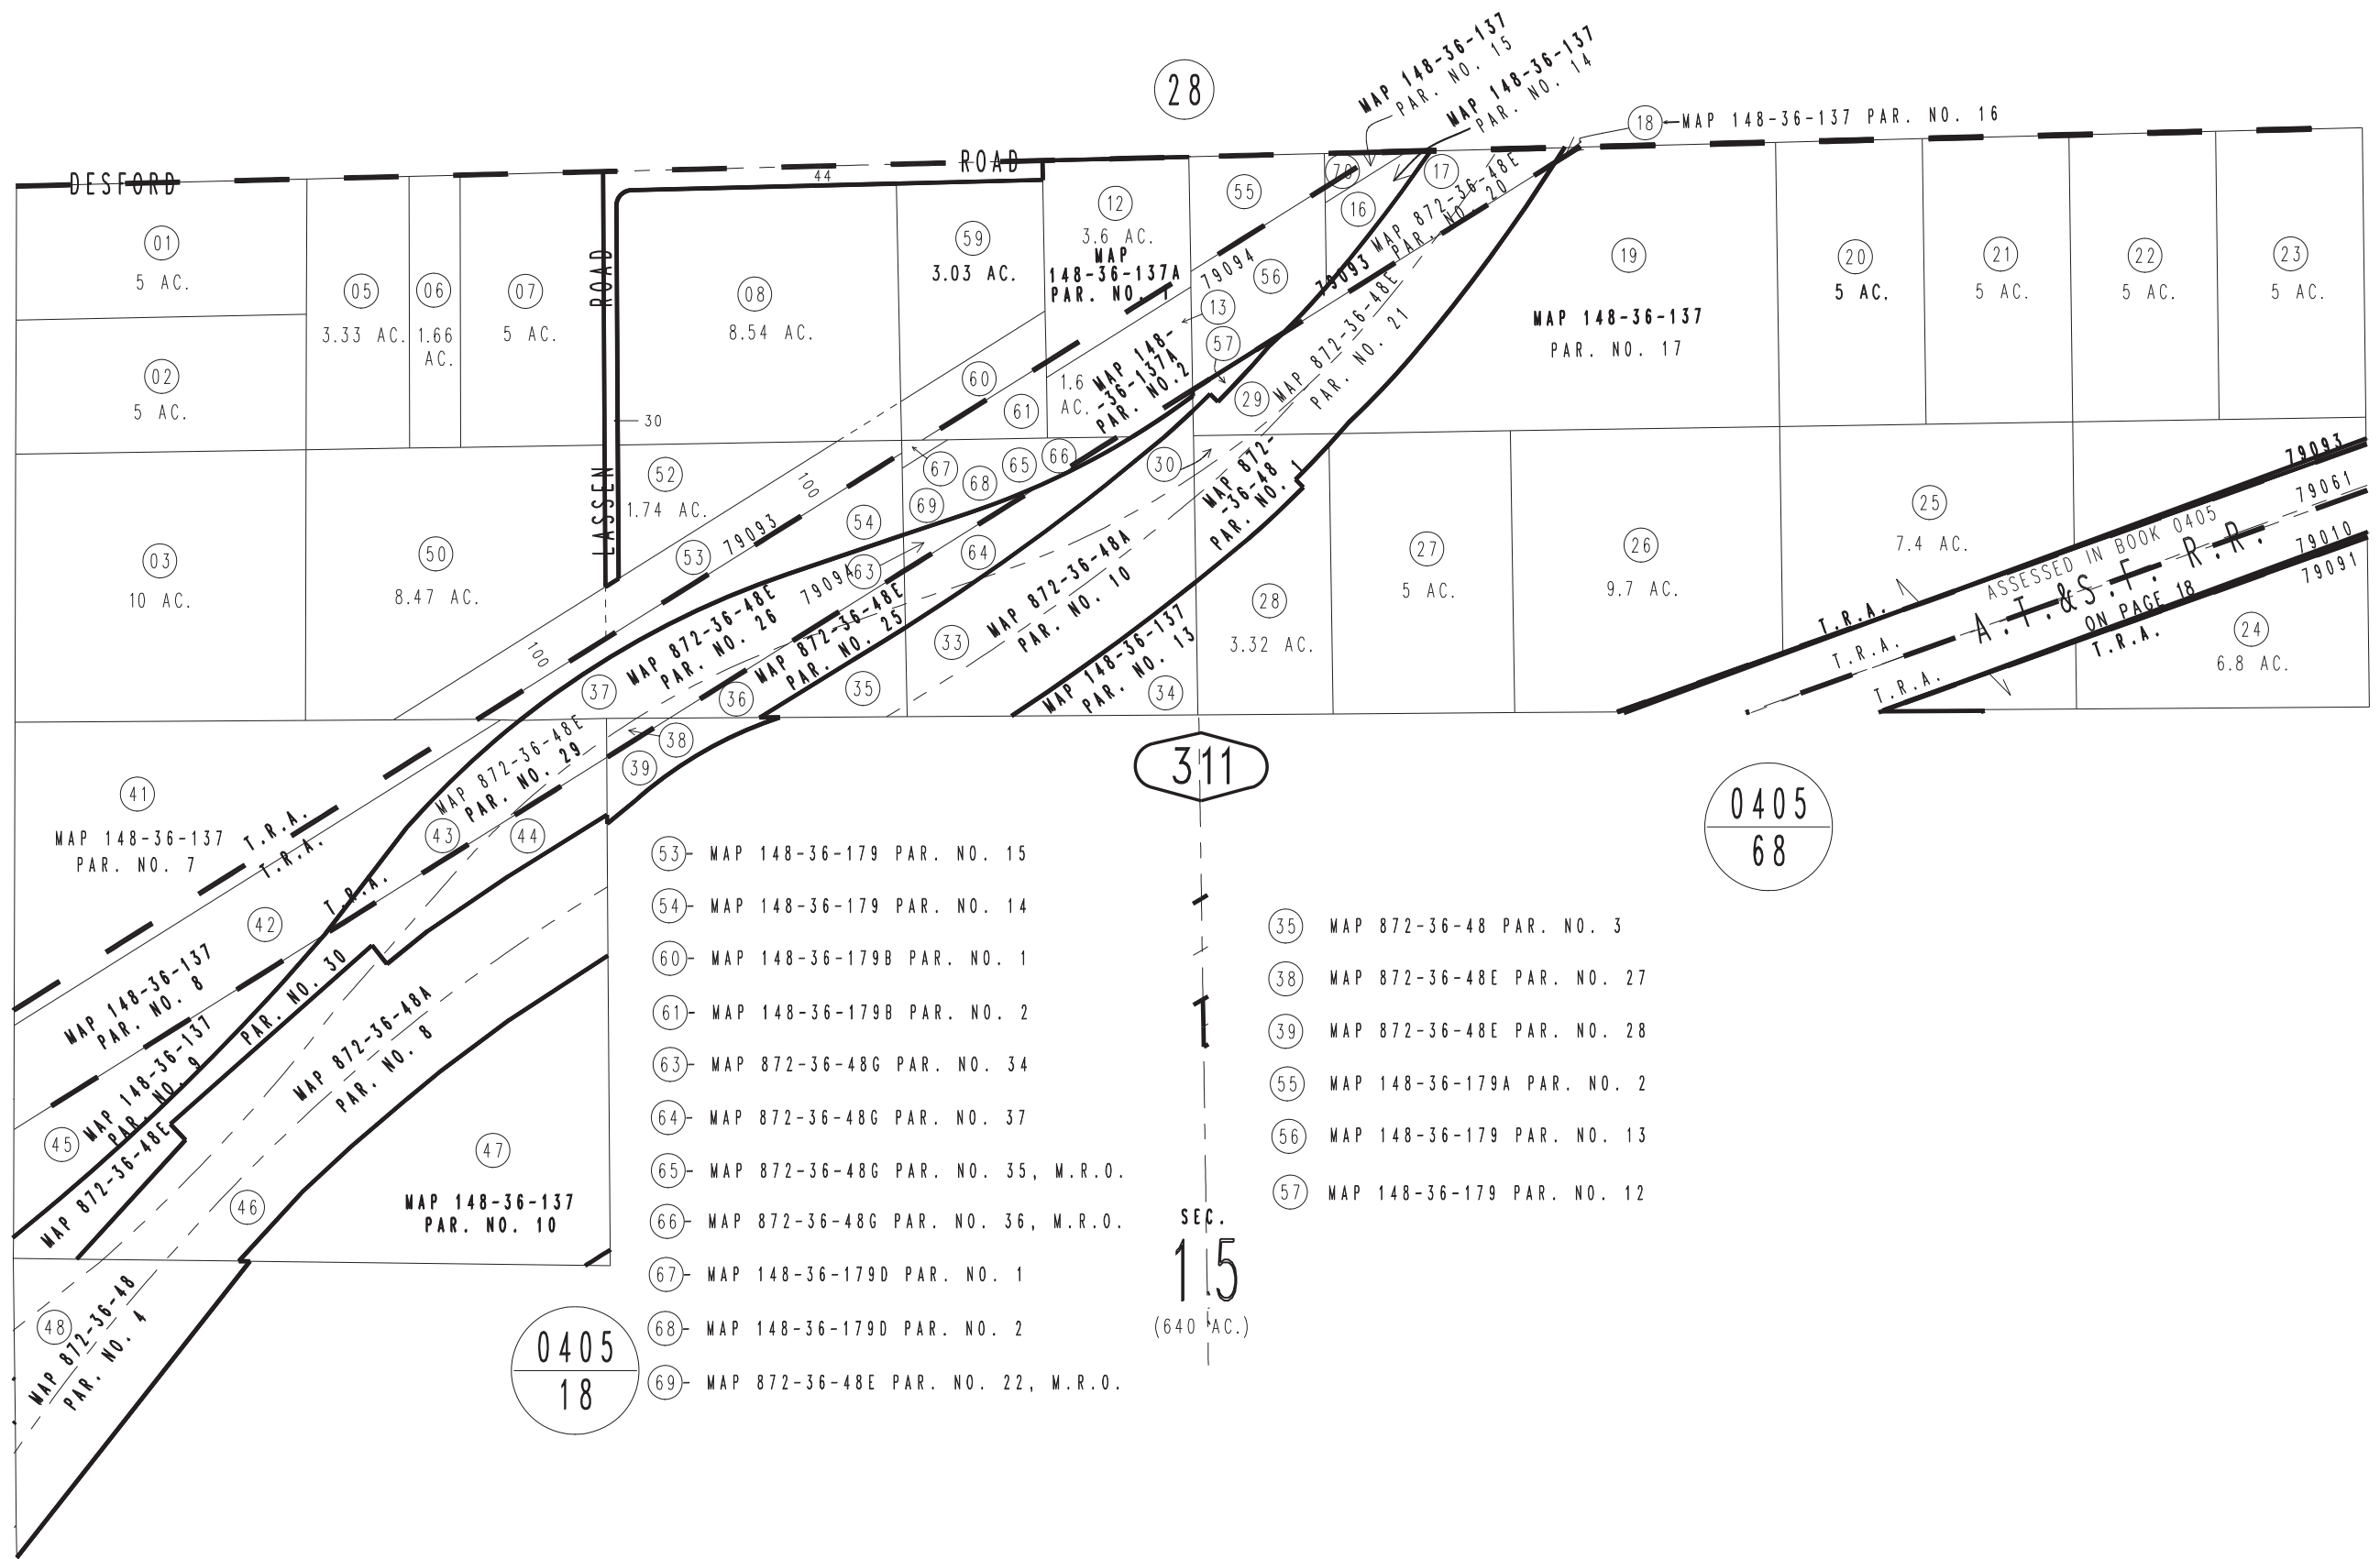 28
MAP 148-36-137
PAR. NO. 15
MAP 148-36-137
PAR. NO. 14
18
MAP 148-36-137 PAR. NO. 16
DESFORD
ROAD
44
01
5 AC.
02
5 AC.
05
3.33 AC.
06
1.66
AC.
07
5 AC.
LASSEN
ROAD
30
08
8.54 AC.
59
3.03 AC.
12
3.6 AC.
MAP
148-36-137A
PAR. NO. 1
55
70
16
17
MAP 872-36-48E
PAR. NO. 20
79094
56
79093
13
57
MAP 148-
-36-137A
PAR. NO.2
1.6
AC.
29
MAP 872-36-48E
PAR. NO. 21
19
MAP 148-36-137
PAR. NO. 17
20
5 AC.
21
5 AC.
22
5 AC.
23
5 AC.
03
10 AC.
50
8.47 AC.
52
1.74 AC.
60
61
67
65
66
68
69
30
100
54
53
79093
100
79094
63
64
MAP 872-
-36-48
PAR. NO. 1
MAP 872-36-48A
PAR. NO. 10
33
MAP 148-36-137
PAR. NO. 13
34
28
3.32 AC.
27
5 AC.
26
9.7 AC.
25
7.4 AC.
79093
79061
79010
79091
ASSESSED IN BOOK 0405
A.T.&S.F. R.R.
ON PAGE 18
T.R.A.
T.R.A.
T.R.A.
T.R.A.
24
6.8 AC.
37
MAP 872-36-48E
PAR. NO. 26
MAP 872-36-48E
PAR. NO. 25
36
35
38
39
MAP 872-36-48E
PAR. NO. 29
43
44
41
MAP 148-36-137
PAR. NO. 7
T.R.A.
T.R.A.
T.R.A.
42
MAP 148-36-137
PAR. NO. 8
MAP 148-36-137
PAR. NO. 9
45
MAP 872-36-48E
PAR. NO. 30
MAP 872-36-48A
PAR. NO. 8
46
47
MAP 148-36-137
PAR. NO. 10
48
MAP 872-36-48
PAR. NO. 4
311
0405
68
53- MAP 148-36-179 PAR. NO. 15
54- MAP 148-36-179 PAR. NO. 14
60- MAP 148-36-179B PAR. NO. 1
61- MAP 148-36-179B PAR. NO. 2
63- MAP 872-36-48G PAR. NO. 34
64- MAP 872-36-48G PAR. NO. 37
65- MAP 872-36-48G PAR. NO. 35, M.R.O.
66- MAP 872-36-48G PAR. NO. 36, M.R.O.
67- MAP 148-36-179D PAR. NO. 1
68- MAP 148-36-179D PAR. NO. 2
69- MAP 872-36-48E PAR. NO. 22, M.R.O.
35 MAP 872-36-48 PAR. NO. 3
38 MAP 872-36-48E PAR. NO. 27
39 MAP 872-36-48E PAR. NO. 28
55 MAP 148-36-179A PAR. NO. 2
56 MAP 148-36-179 PAR. NO. 13
57 MAP 148-36-179 PAR. NO. 12
SEC.
15
(640 AC.)
0405
18